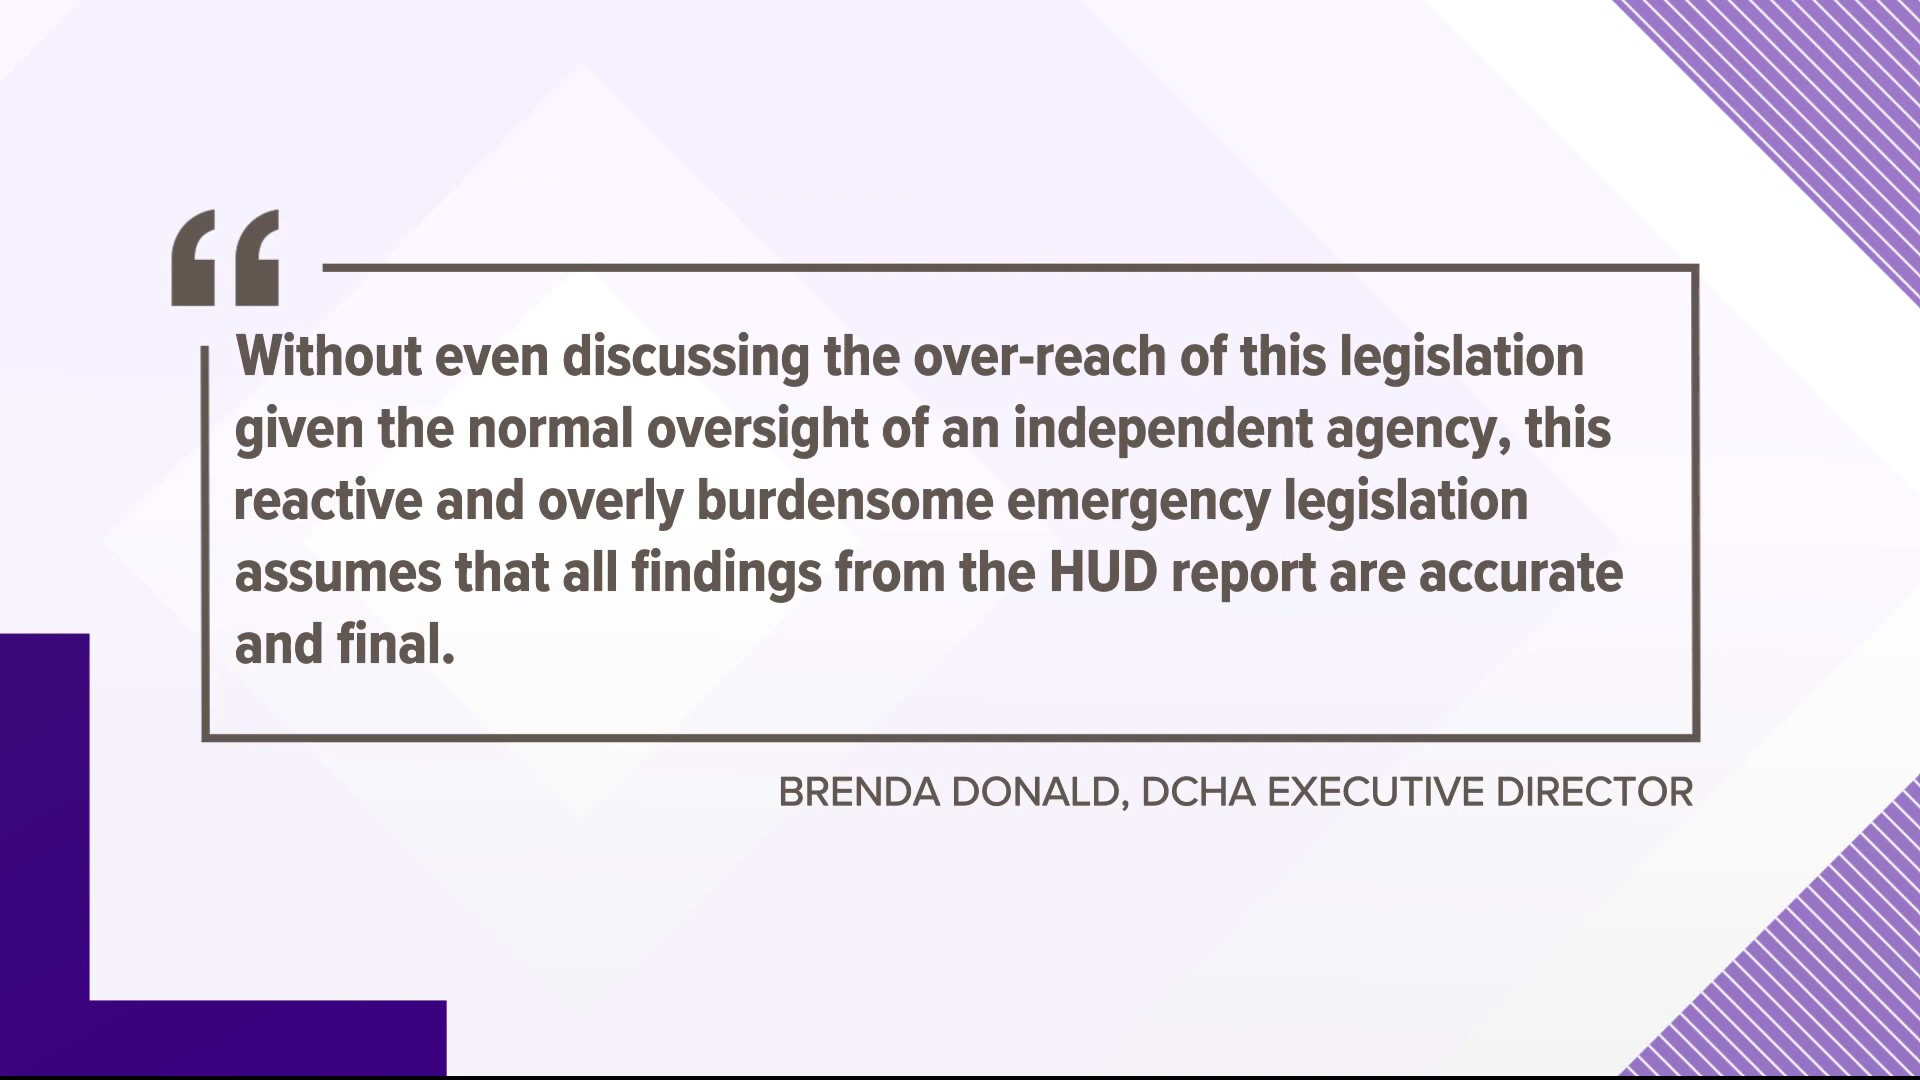 “
Without even discussing the over-reach of this legislation
given the normal oversight of an independent agency, this
reactive and overly burdensome emergency legislation
assumes that all findings from the HUD report are accurate
and final.
BRENDA DONALD, DCHA EXECUTIVE DIRECTOR